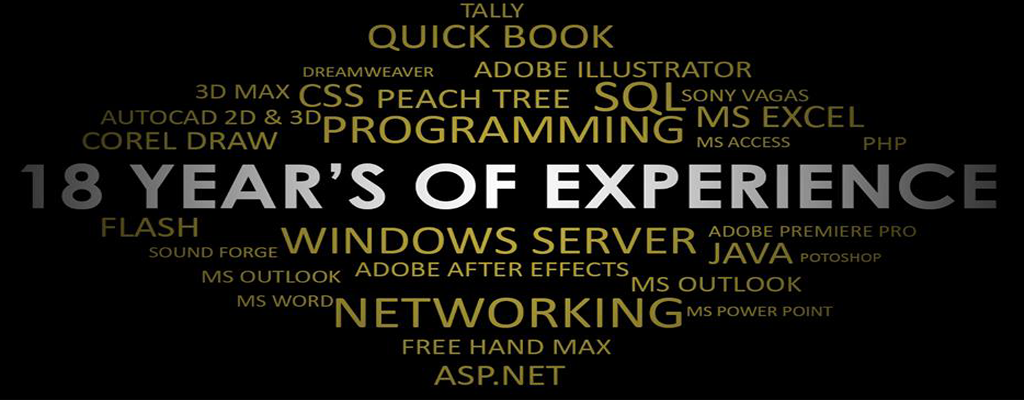 TALLY
QUICK BOOK
DREAMWEAVER ADOBE ILLUSTRATOR
3D MAX CSS PEACH TREE SQL SONY VAGAS
AUTOCAD 2D & 3D PROGRAMMING MS EXCEL
COREL DRAW MS ACCESS PHP
18 YEAR'S OF EXPERIENCE
FLASH WINDOWS SERVER ADOBE PREMIERE PRO
SOUND FORGE JAVA POTOSHOP
MS OUTLOOK ADOBE AFTER EFFECTS MS OUTLOOK
MS WORD NETWORKING MS POWER POINT
FREE HAND MAX
ASP.NET